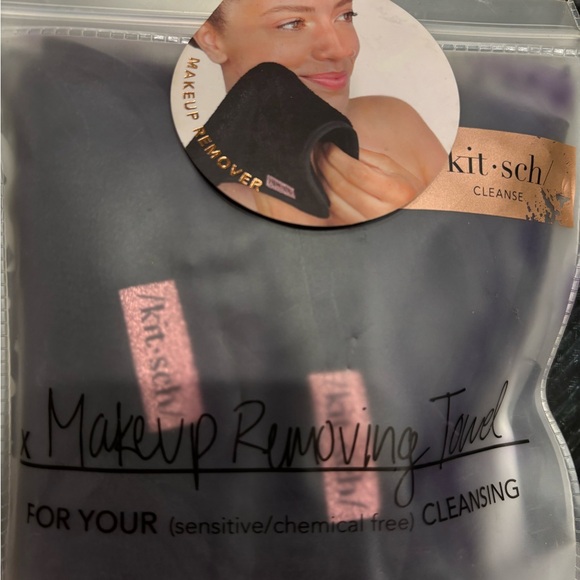 MAKEUP REMOVER
kit·sch/
CLEANSE
/kit·sch/
/kit·sch/
x Makeup Removing Towel
FOR YOUR (sensitive/chemical free) CLEANSING